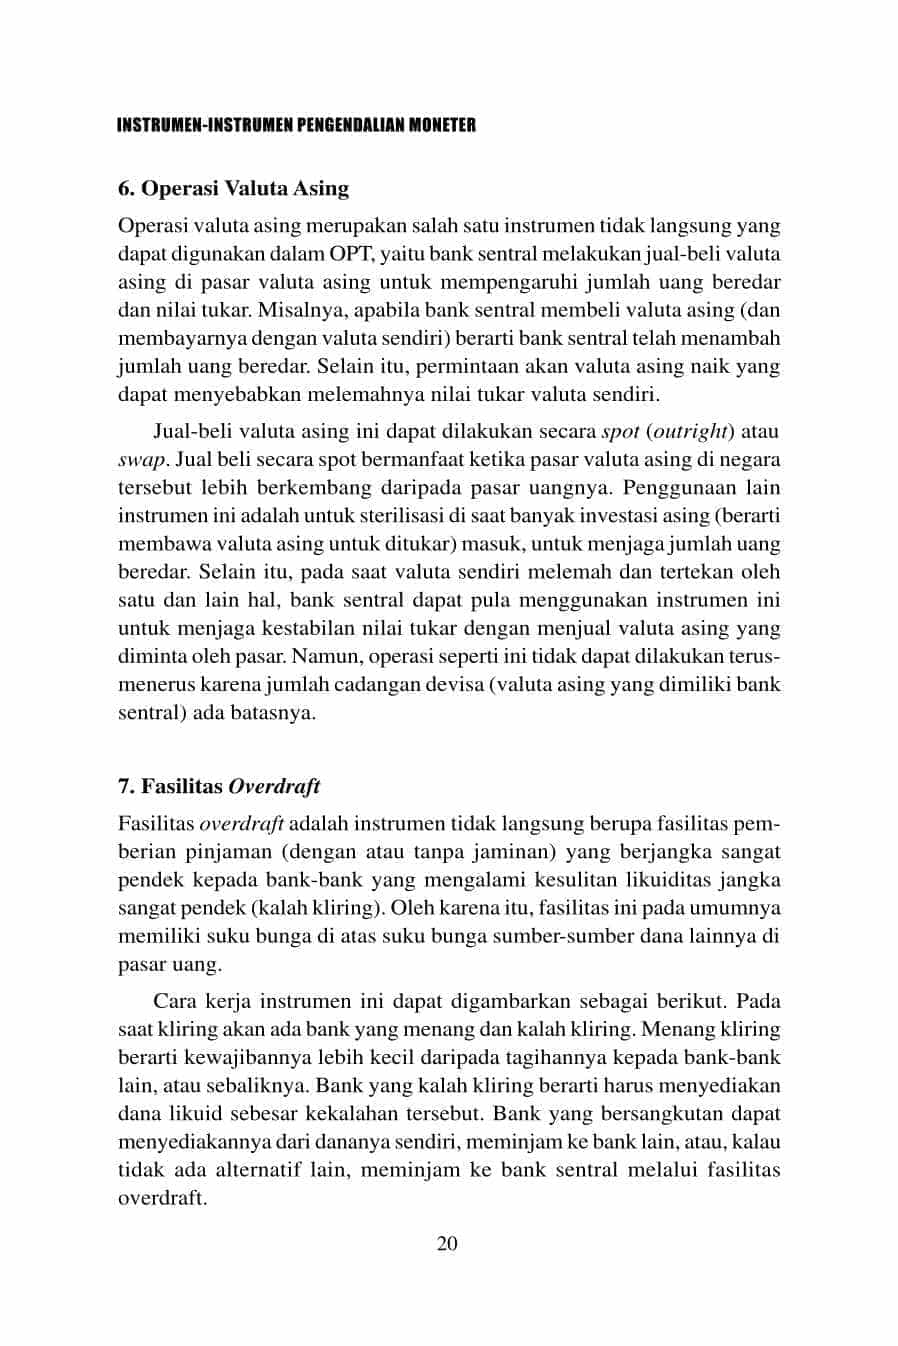 INSTRUMEN-INSTRUMEN PENGENDALIAN MONETER
6. Operasi Valuta Asing
Operasi valuta asing merupakan salah satu instrumen tidak langsung yang
dapat digunakan dalam OPT, yaitu bank sentral melakukan jual-beli valuta
asing di pasar valuta asing untuk mempengaruhi jumlah uang beredar
dan nilai tukar. Misalnya, apabila bank sentral membeli valuta asing (dan
membayarnya dengan valuta sendiri) berarti bank sentral telah menambah
jumlah uang beredar. Selain itu, permintaan akan valuta asing naik yang
dapat menyebabkan melemahnya nilai tukar valuta sendiri.
Jual-beli valuta asing ini dapat dilakukan secara spot (outright) atau
swap. Jual beli secara spot bermanfaat ketika pasar valuta asing di negara
tersebut lebih berkembang daripada pasar uangnya. Penggunaan lain
instrumen ini adalah untuk sterilisasi di saat banyak investasi asing (berarti
membawa valuta asing untuk ditukar) masuk, untuk menjaga jumlah uang
beredar. Selain itu, pada saat valuta sendiri melemah dan tertekan oleh
satu dan lain hal, bank sentral dapat pula menggunakan instrumen ini
untuk menjaga kestabilan nilai tukar dengan menjual valuta asing yang
diminta oleh pasar. Namun, operasi seperti ini tidak dapat dilakukan terus-
menerus karena jumlah cadangan devisa (valuta asing yang dimiliki bank
sentral) ada batasnya.
7. Fasilitas Overdraft
Fasilitas overdraft adalah instrumen tidak langsung berupa fasilitas pem-
berian pinjaman (dengan atau tanpa jaminan) yang berjangka sangat
pendek kepada bank-bank yang mengalami kesulitan likuiditas jangka
sangat pendek (kalah kliring). Oleh karena itu, fasilitas ini pada umumnya
memiliki suku bunga di atas suku bunga sumber-sumber dana lainnya di
pasar uang.
Cara kerja instrumen ini dapat digambarkan sebagai berikut. Pada
saat kliring akan ada bank yang menang dan kalah kliring. Menang kliring
berarti kewajibannya lebih kecil daripada tagihannya kepada bank-bank
lain, atau sebaliknya. Bank yang kalah kliring berarti harus menyediakan
dana likuid sebesar kekalahan tersebut. Bank yang bersangkutan dapat
menyediakannya dari dananya sendiri, meminjam ke bank lain, atau, kalau
tidak ada alternatif lain, meminjam ke bank sentral melalui fasilitas
overdraft.
20